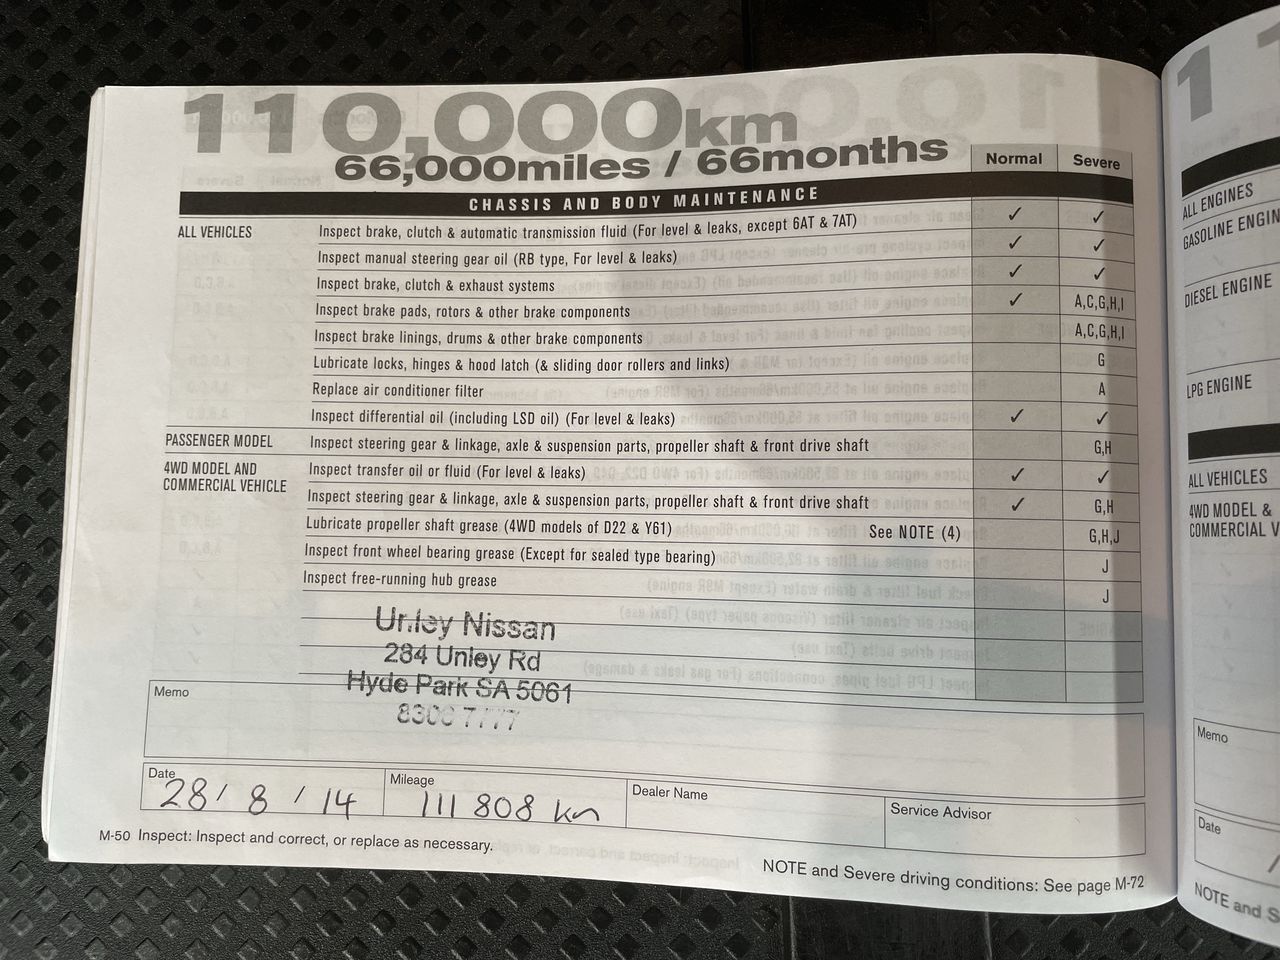 110,000km
66,000miles / 66months
Normal Severe
CHASSIS AND BODY MAINTENANCE
ALL VEHICLES Inspect brake, clutch & automatic transmission fluid (For level & leaks, except 6AT & 7AT) ✓ ✓
Inspect manual steering gear oil (RB type, For level & leaks) ✓ ✓
Inspect brake, clutch & exhaust systems ✓ ✓
Inspect brake pads, rotors & other brake components ✓ A,C,G,H,I
Inspect brake linings, drums & other brake components A,C,G,H,I
Lubricate locks, hinges & hood latch (& sliding door rollers and links) G
Replace air conditioner filter A
Inspect differential oil (including LSD oil) (For level & leaks) ✓ ✓
PASSENGER MODEL Inspect steering gear & linkage, axle & suspension parts, propeller shaft & front drive shaft G,H
4WD MODEL AND COMMERCIAL VEHICLE Inspect transfer oil or fluid (For level & leaks) ✓ ✓
Inspect steering gear & linkage, axle & suspension parts, propeller shaft & front drive shaft ✓ G,H
Lubricate propeller shaft grease (4WD models of D22 & Y61) See NOTE (4) G,H,J
Inspect front wheel bearing grease (Except for sealed type bearing) J
Inspect free-running hub grease J
Unley Nissan
284 Unley Rd
Hyde Park SA 5061
Memo
Date Mileage Dealer Name Service Advisor
28/8/14 111 808 km
M-50 Inspect: Inspect and correct, or replace as necessary.
NOTE and Severe driving conditions: See page M-72
1 1
ALL ENGINES
GASOLINE ENGIN
DIESEL ENGINE
LPG ENGINE
ALL VEHICLES
4WD MODEL &
COMMERCIAL V
Memo
Date
NOTE and S